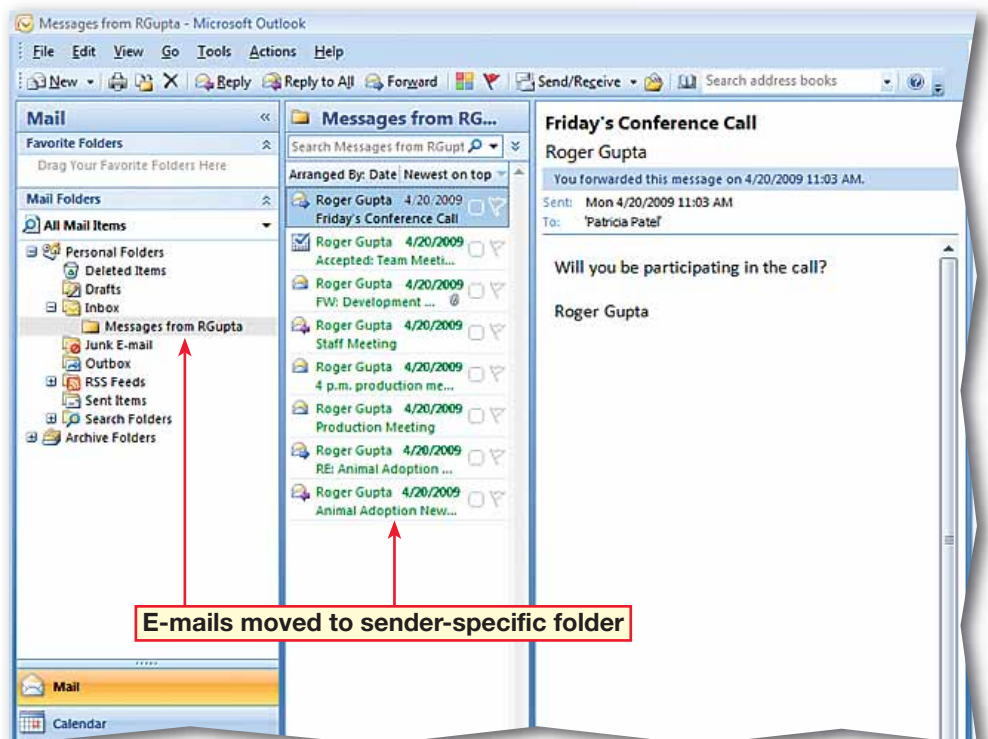 Messages from RGupta - Microsoft Outlook
File Edit View Go Tools Actions Help
New Reply Reply to All Forward Send/Receive Search address books
Mail
Favorite Folders
Drag Your Favorite Folders Here
Mail Folders
All Mail Items
Personal Folders
Deleted Items
Drafts
Inbox
Messages from RGupta
Junk E-mail
Outbox
RSS Feeds
Sent Items
Search Folders
Archive Folders
Mail
Calendar
Messages from RG...
Search Messages from RGupt
Arranged By: Date Newest on top
Roger Gupta 4/20/2009
Friday's Conference Call
Roger Gupta 4/20/2009
Accepted: Team Meeti...
Roger Gupta 4/20/2009
FW: Development ...
Roger Gupta 4/20/2009
Staff Meeting
Roger Gupta 4/20/2009
4 p.m. production me...
Roger Gupta 4/20/2009
Production Meeting
Roger Gupta 4/20/2009
RE: Animal Adoption ...
Roger Gupta 4/20/2009
Animal Adoption New...
Friday's Conference Call
Roger Gupta
You forwarded this message on 4/20/2009 11:03 AM.
Sent: Mon 4/20/2009 11:03 AM
To: 'Patricia Patel'
Will you be participating in the call?
Roger Gupta
E-mails moved to sender-specific folder